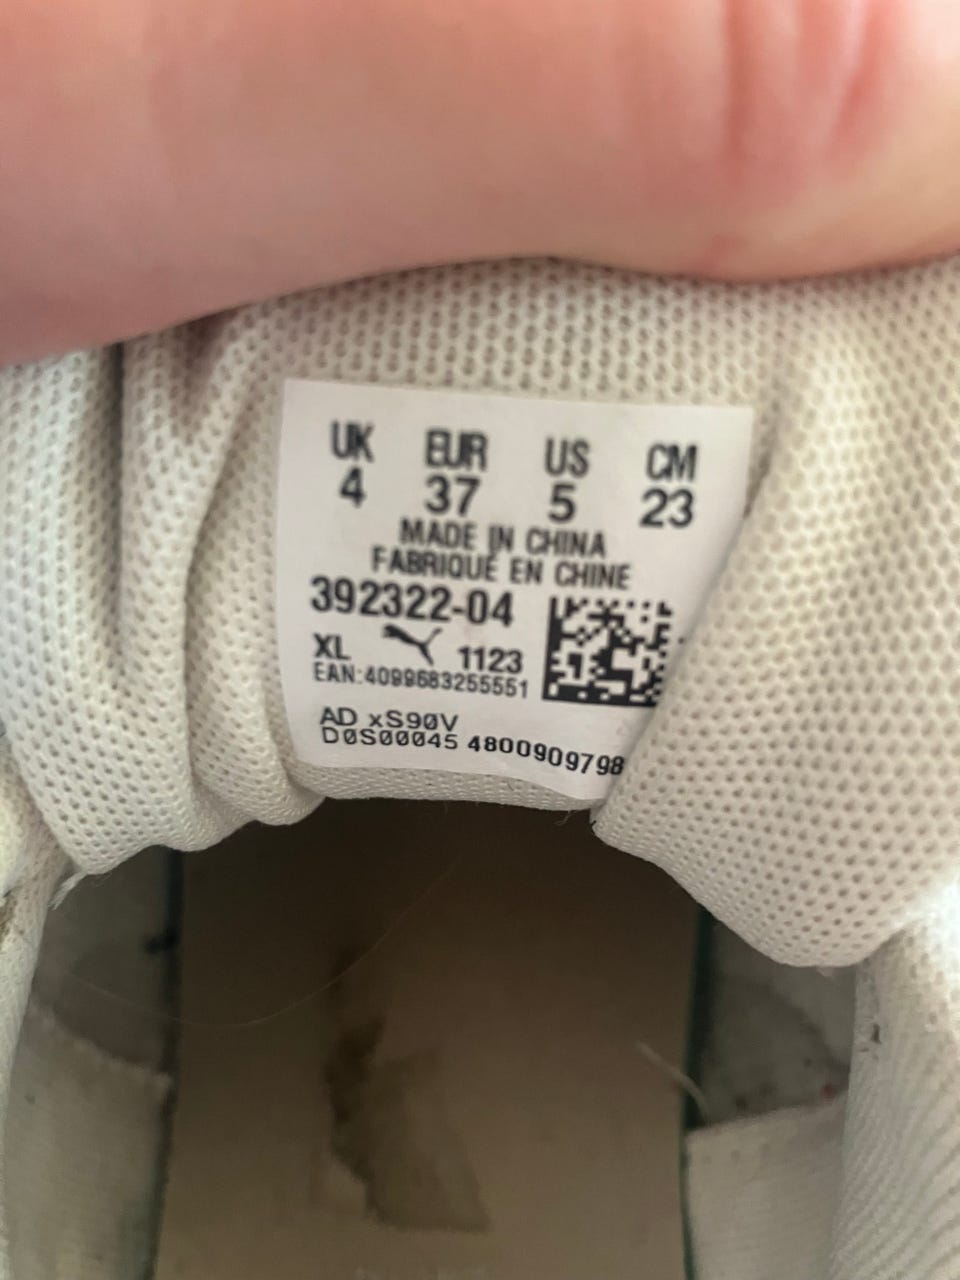 UK EUR US CM
4 37 5 23
MADE IN CHINA
FABRIQUÉ EN CHINE
392322-04
XL 1123
EAN:4099683255551
AD xS90V
D0S00045 4800909798